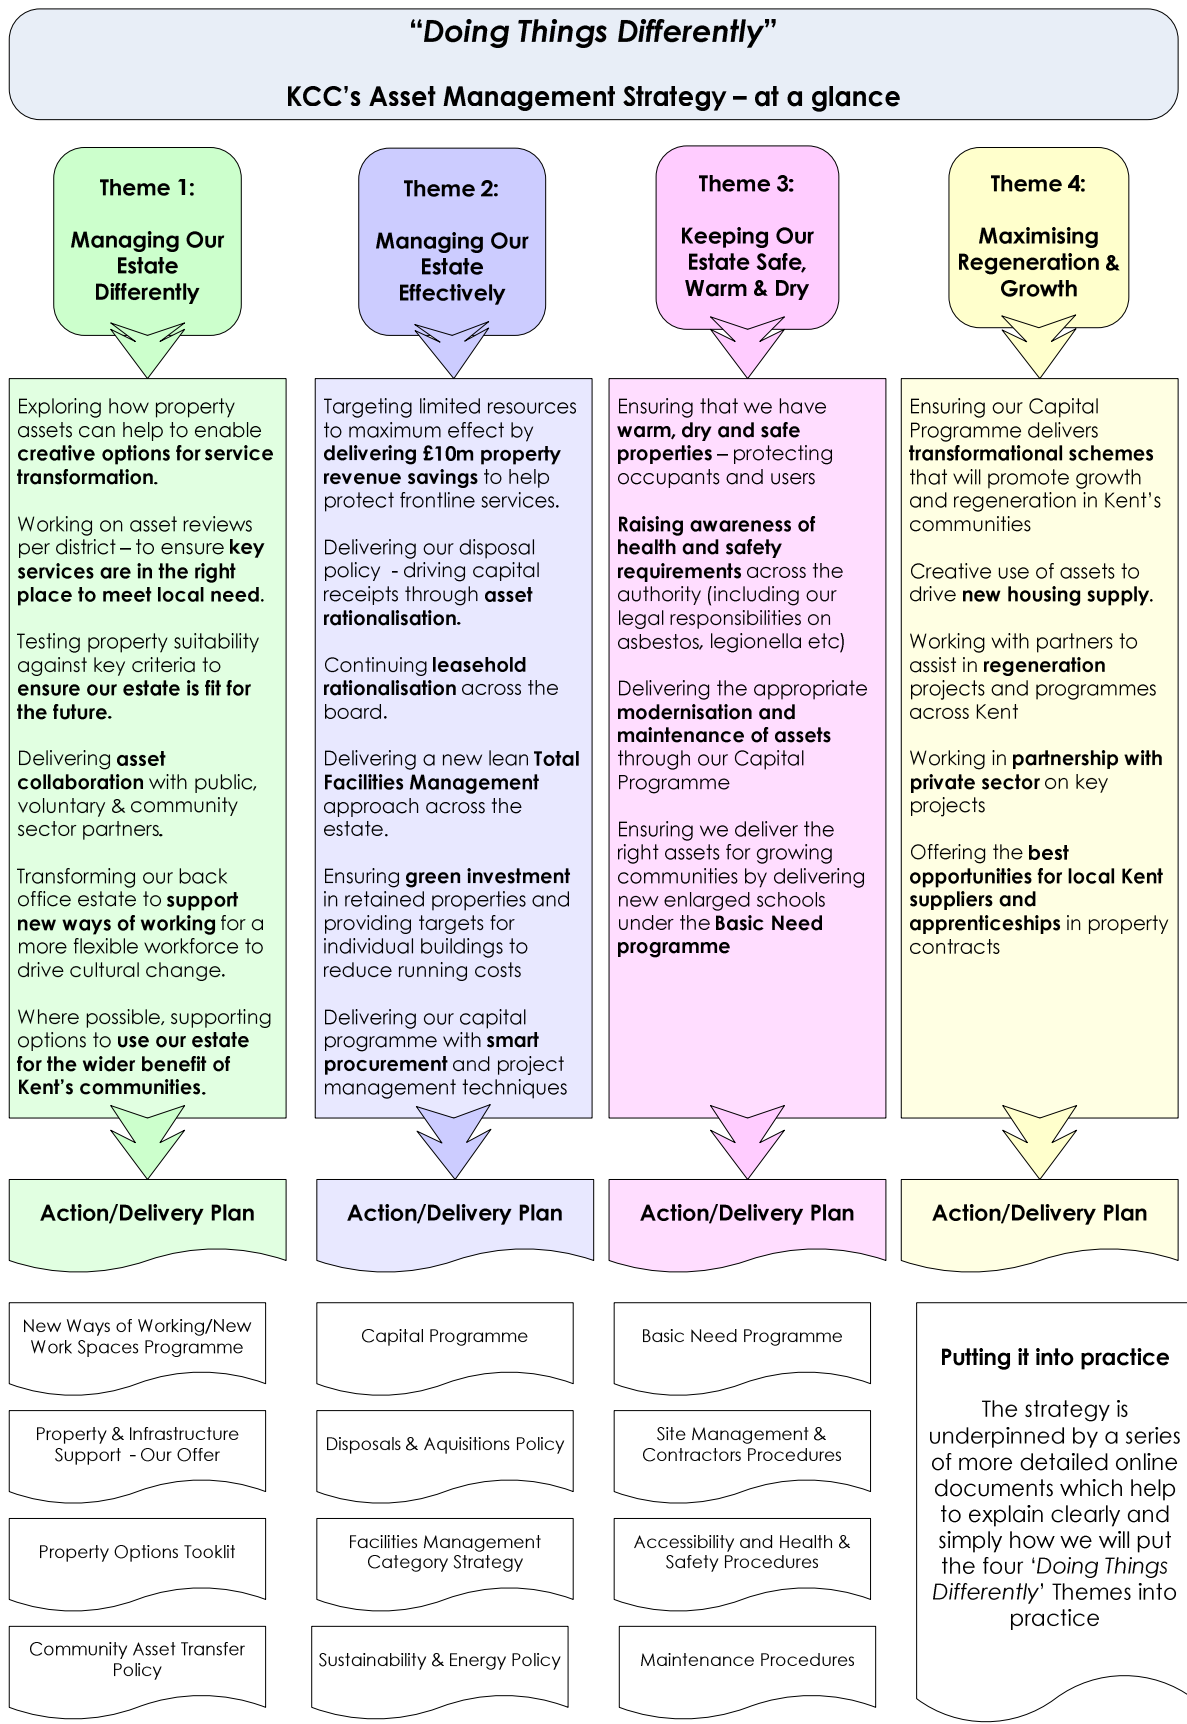 “Doing Things Differently”
KCC’s Asset Management Strategy – at a glance
Theme 1:
Managing Our
Estate
Differently
Exploring how property
assets can help to enable
creative options for service
transformation.
Working on asset reviews
per district – to ensure key
services are in the right
place to meet local need.
Testing property suitability
against key criteria to
ensure our estate is fit for
the future.
Delivering asset
collaboration with public,
voluntary & community
sector partners.
Transforming our back
office estate to support
new ways of working for a
more flexible workforce to
drive cultural change.
Where possible, supporting
options to use our estate
for the wider benefit of
Kent’s communities.
Action/Delivery Plan
Theme 2:
Managing Our
Estate
Effectively
Targeting limited resources
to maximum effect by
delivering £10m property
revenue savings to help
protect frontline services.
Delivering our disposal
policy - driving capital
receipts through asset
rationalisation.
Continuing leasehold
rationalisation across the
board.
Delivering a new lean Total
Facilities Management
approach across the
estate.
Ensuring green investment
in retained properties and
providing targets for
individual buildings to
reduce running costs
Delivering our capital
programme with smart
procurement and project
management techniques
Action/Delivery Plan
Theme 3:
Keeping Our
Estate Safe,
Warm & Dry
Ensuring that we have
warm, dry and safe
properties – protecting
occupants and users
Raising awareness of
health and safety
requirements across the
authority (including our
legal responsibilities on
asbestos, legionella etc)
Delivering the appropriate
modernisation and
maintenance of assets
through our Capital
Programme
Ensuring we deliver the
right assets for growing
communities by delivering
new enlarged schools
under the Basic Need
programme
Action/Delivery Plan
Theme 4:
Maximising
Regeneration &
Growth
Ensuring our Capital
Programme delivers
transformational schemes
that will promote growth
and regeneration in Kent’s
communities
Creative use of assets to
drive new housing supply.
Working with partners to
assist in regeneration
projects and programmes
across Kent
Working in partnership with
private sector on key
projects
Offering the best
opportunities for local Kent
suppliers and
apprenticeships in property
contracts
Action/Delivery Plan
New Ways of Working/New
Work Spaces Programme
Property & Infrastructure
Support - Our Offer
Property Options Tooklit
Community Asset Transfer
Policy
Capital Programme
Disposals & Aquisitions Policy
Facilities Management
Category Strategy
Sustainability & Energy Policy
Basic Need Programme
Site Management &
Contractors Procedures
Accessibility and Health &
Safety Procedures
Maintenance Procedures
Putting it into practice
The strategy is
underpinned by a series
of more detailed online
documents which help
to explain clearly and
simply how we will put
the four ‘Doing Things
Differently’ Themes into
practice